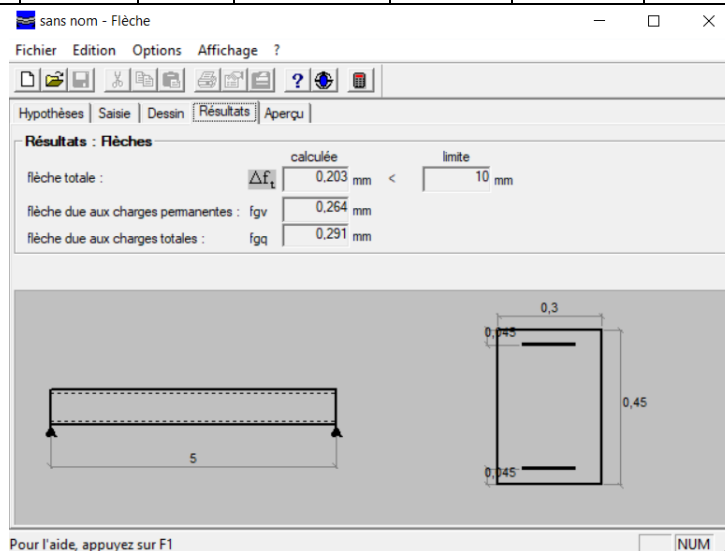 sans nom - Flèche
Fichier Edition Options Affichage ?
Hypothèses Saisie Dessin Résultats Aperçu
Résultats : Flèches
calculée limite
flèche totale : Δft 0,203 mm < 10 mm
flèche due aux charges permanentes : fgv 0,264 mm
flèche due aux charges totales : fgq 0,291 mm
0,3
0,045
0,45
5
0,045
Pour l'aide, appuyez sur F1 NUM